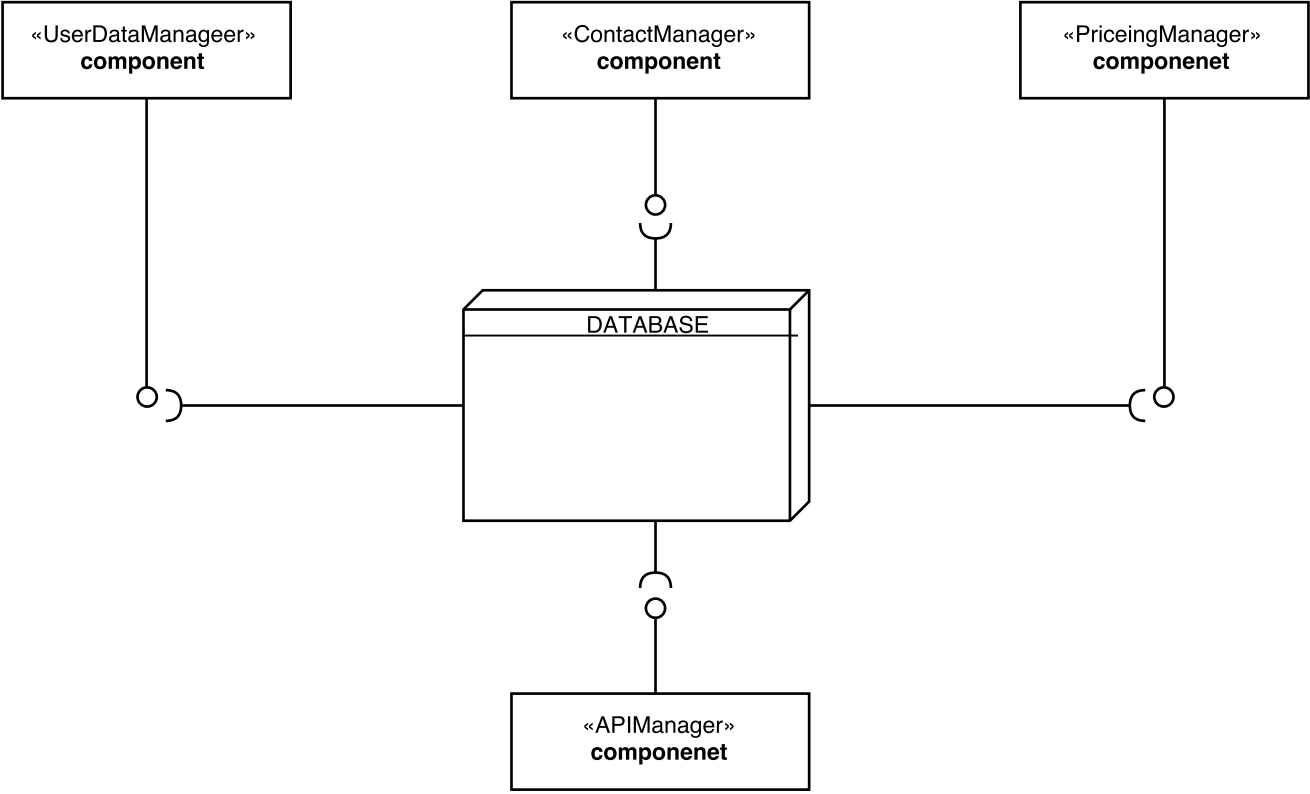 «UserDataManageer»
component
«ContactManager»
component
«PriceingManager»
componenet
DATABASE
«APIManager»
componenet